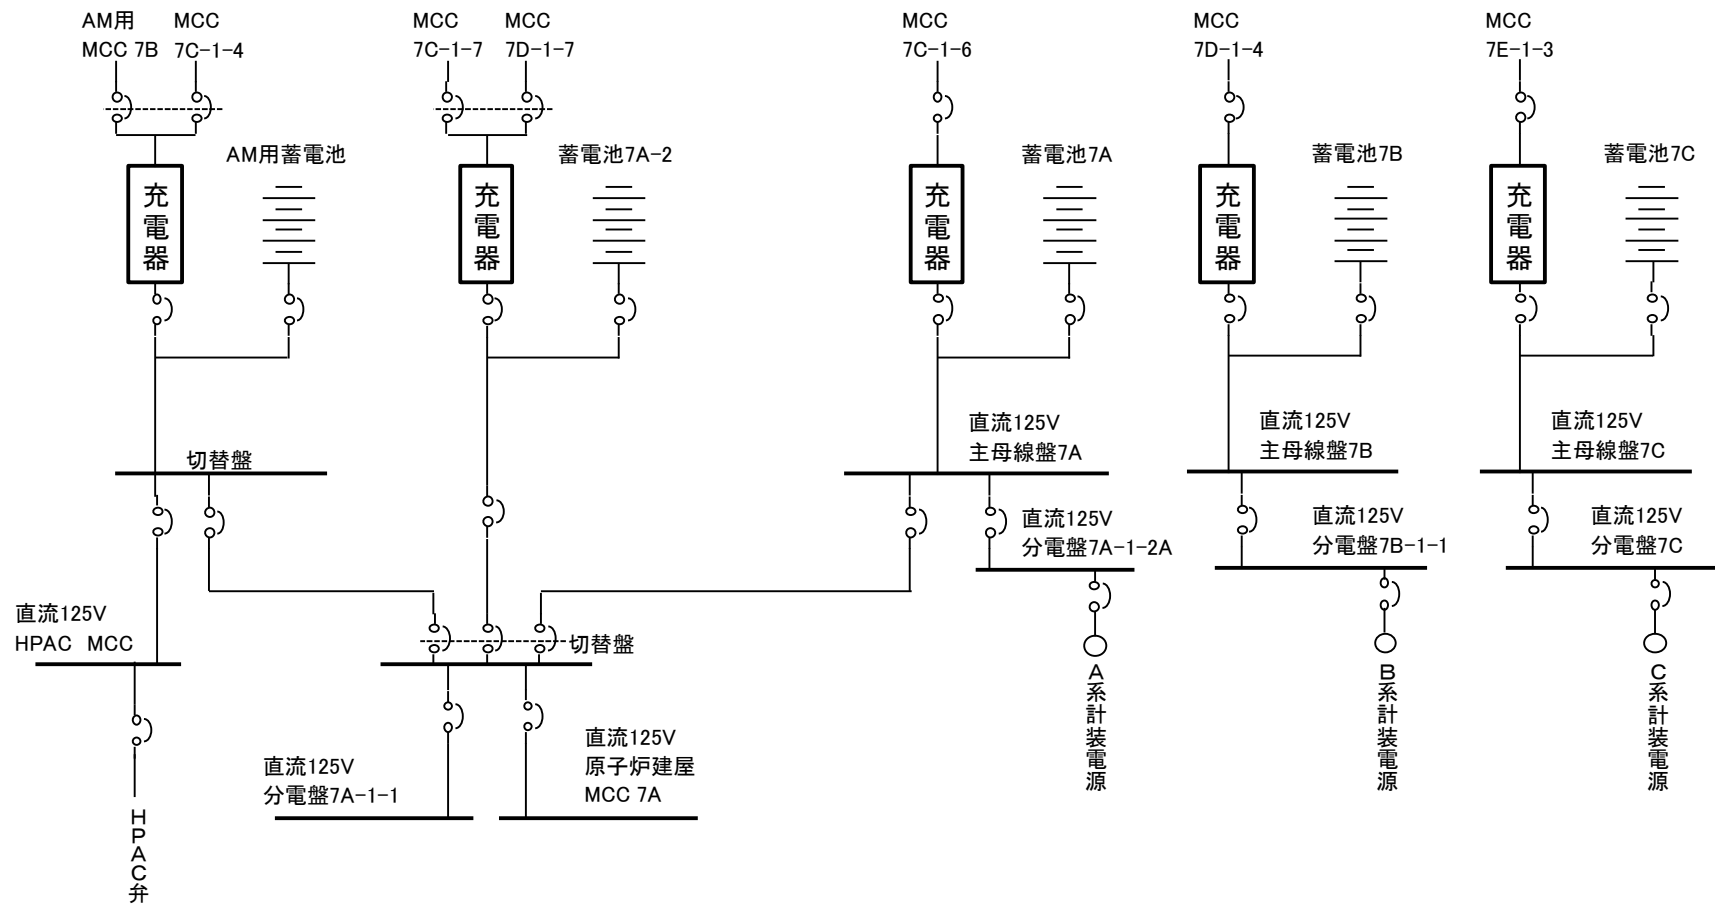 AM用
MCC 7B
MCC
7C-1-4
MCC
7C-1-7
MCC
7D-1-7
MCC
7C-1-6
MCC
7D-1-4
MCC
7E-1-3
AM用蓄電池
蓄電池7A-2
蓄電池7A
蓄電池7B
蓄電池7C
充電器
充電器
充電器
充電器
充電器
直流125V
主母線盤7A
直流125V
主母線盤7B
直流125V
主母線盤7C
切替盤
直流125V
分電盤7A-1-2A
直流125V
分電盤7B-1-1
直流125V
分電盤7C
直流125V
HPAC MCC
切替盤
A系計装電源
B系計装電源
C系計装電源
直流125V
分電盤7A-1-1
直流125V
原子炉建屋
MCC 7A
HPAC弁